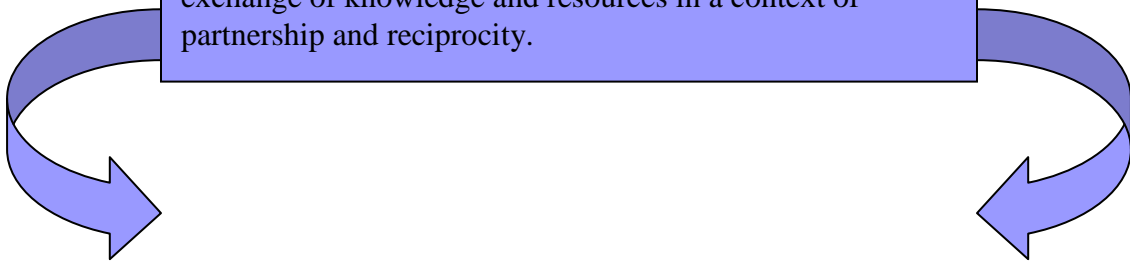 exchange of knowledge and resources in a context of
partnership and reciprocity.